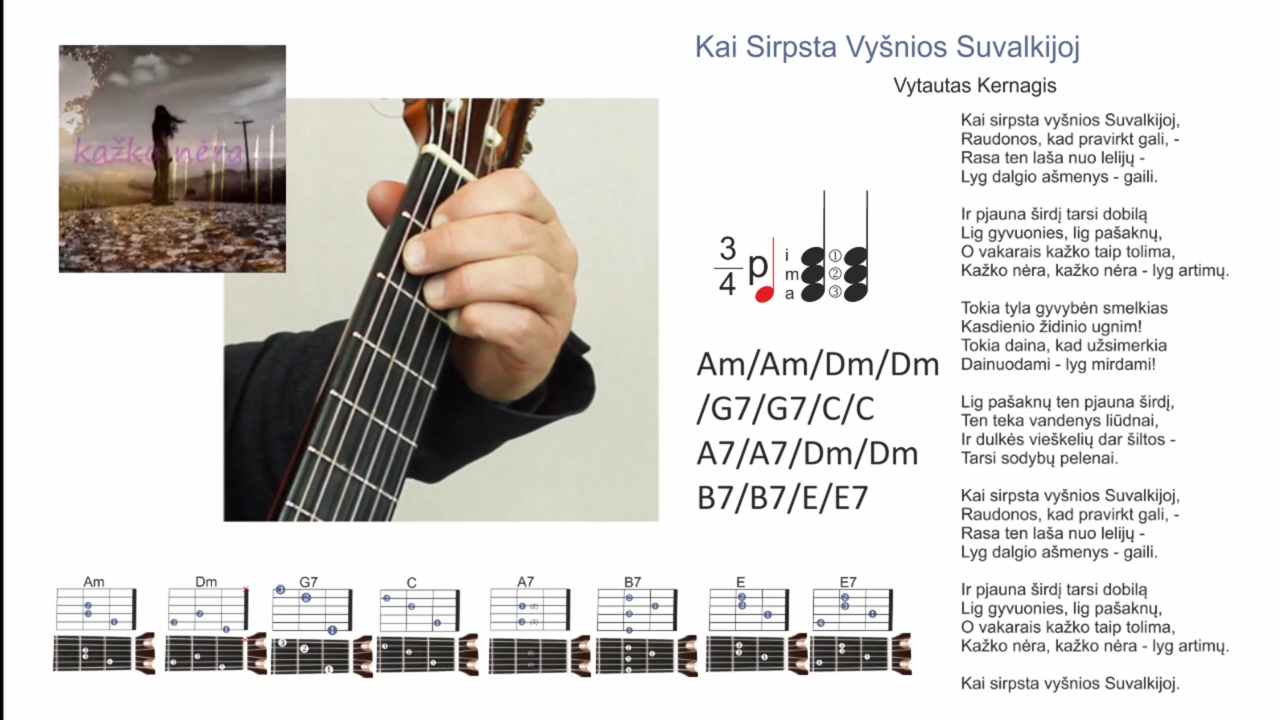 Kai Sirpsta Vyšnios Suvalkijoj
Vytautas Kernagis
kažko nėra...
3
4
p
i
m
a
①
②
③
Am/Am/Dm/Dm
/G7/G7/C/C
A7/A7/Dm/Dm
B7/B7/E/E7
Kai sirpsta vyšnios Suvalkijoj,
Raudonos, kad pravirkt gali, -
Rasa ten laša nuo lelijų -
Lyg dalgio ašmenys - gaili.
Ir pjauna širdį tarsi dobilą
Lig gyvuonies, lig pašaknų,
O vakarais kažko taip tolima,
Kažko nėra, kažko nėra - lyg artimų.
Tokia tyla gyvybėn smelkias
Kasdienio židinio ugnim!
Tokia daina, kad užsimerkia
Dainuodami - lyg mirdami!
Lig pašaknų ten pjauna širdį,
Ten teka vandenys liūdnai,
Ir dulkės vieškelių dar šiltos -
Tarsi sodybų pelenai.
Kai sirpsta vyšnios Suvalkijoj,
Raudonos, kad pravirkt gali, -
Rasa ten laša nuo lelijų -
Lyg dalgio ašmenys - gaili.
Ir pjauna širdį tarsi dobilą
Lig gyvuonies, lig pašaknų,
O vakarais kažko taip tolima,
Kažko nėra, kažko nėra - lyg artimų.
Kai sirpsta vyšnios Suvalkijoj.
Am Dm G7 C A7 B7 E E7